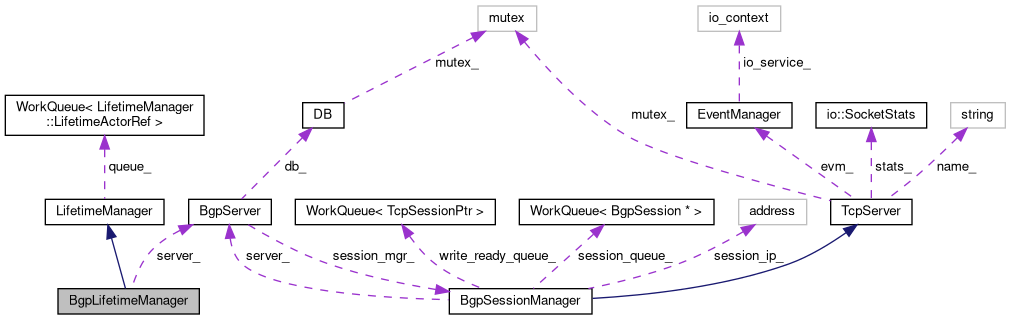 mutex
io_context
mutex_
io_service_
WorkQueue< LifetimeManager
::LifetimeActorRef >
DB
mutex_
EventManager
io::SocketStats
string
queue_
db_
evm_
stats_
name_
LifetimeManager
BgpServer
WorkQueue< TcpSessionPtr >
WorkQueue< BgpSession * >
address
TcpServer
server_
server_
session_mgr_
write_ready_queue_
session_queue_
session_ip_
BgpLifetimeManager
BgpSessionManager